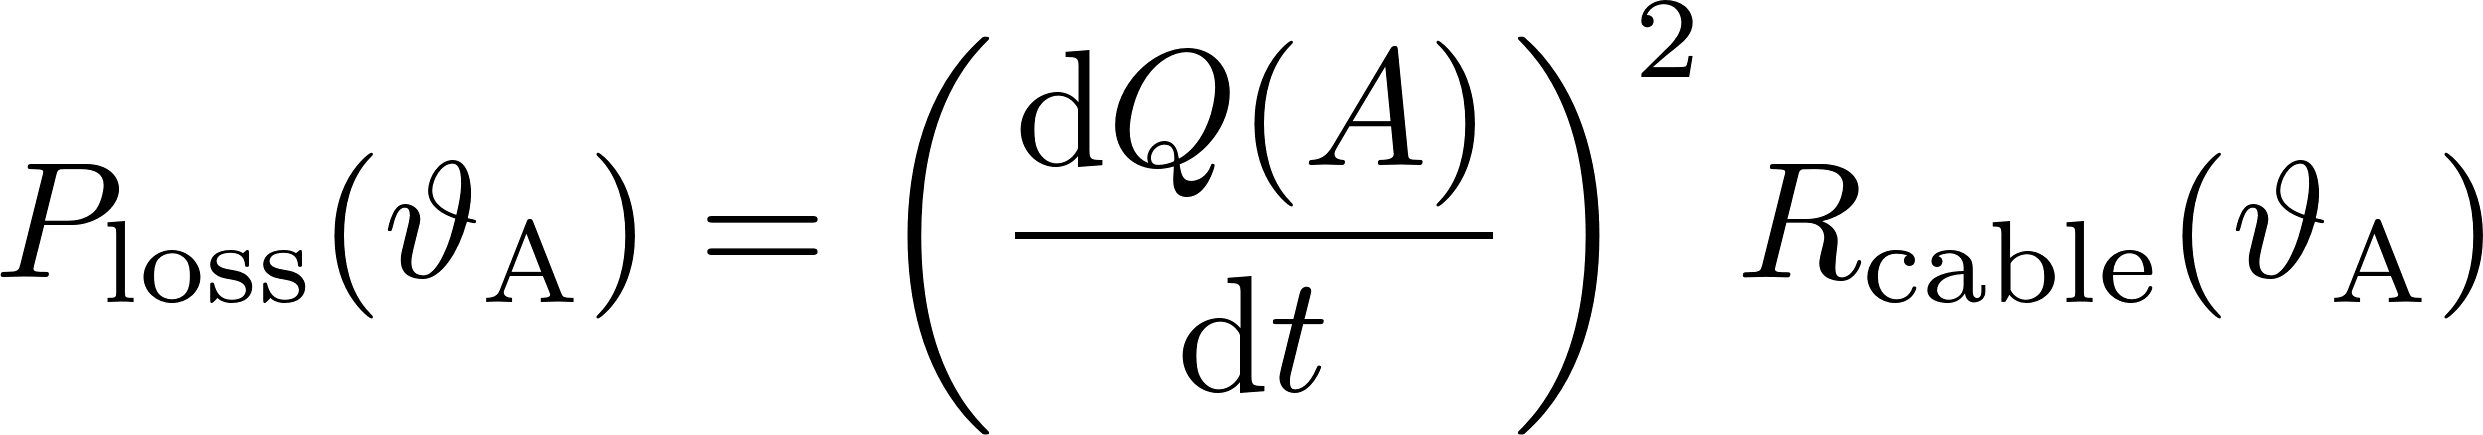 P_loss(ϑ_A) = (dQ(A)/dt)^2 R_cable(ϑ_A)